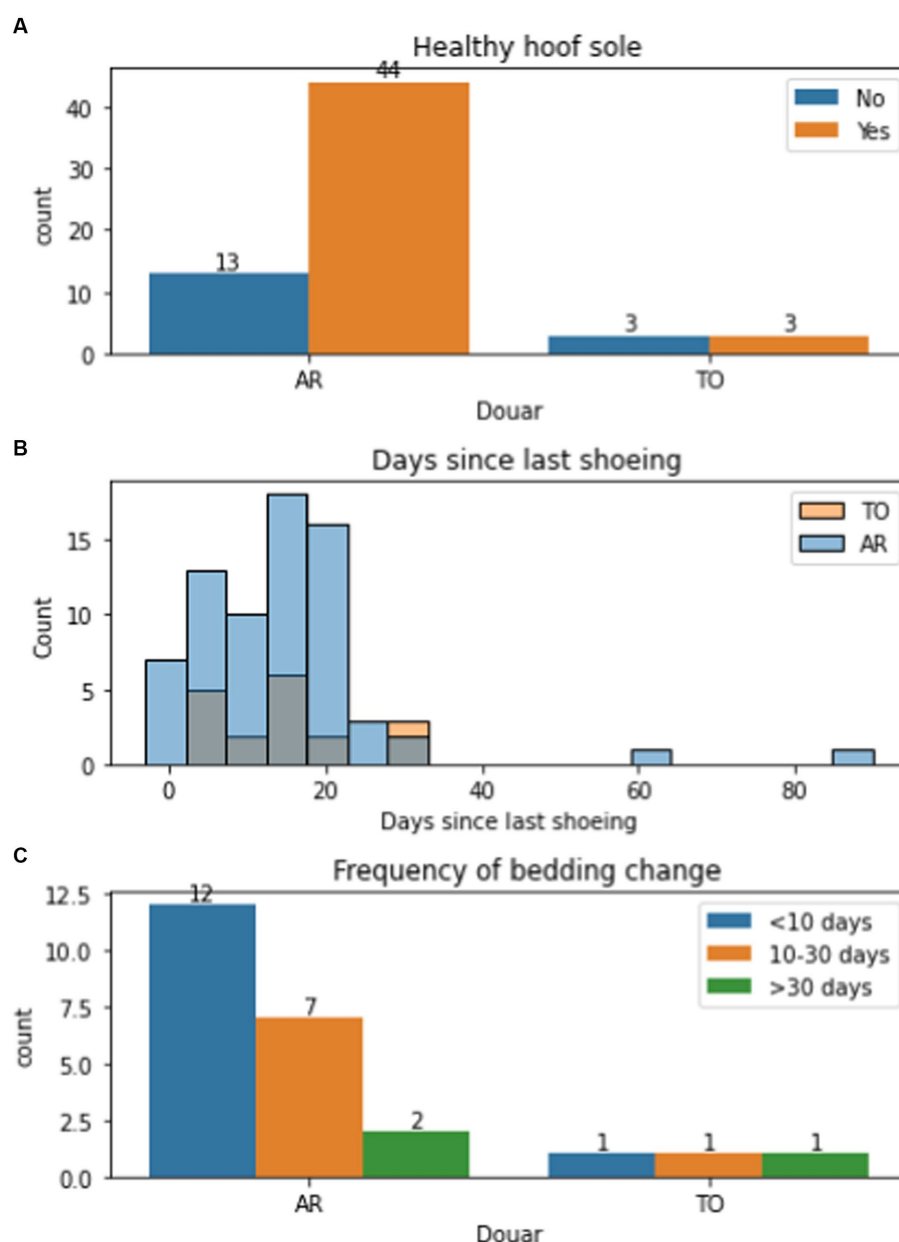 A
Healthy hoof sole
44
No
Yes
40
30
20
10
0
count
13
3
3
AR
TO
Douar
B
Days since last shoeing
TO
AR
15
10
5
0
Count
0
20
40
60
80
Days since last shoeing
C
Frequency of bedding change
12.5
10.0
7.5
5.0
2.5
0.0
count
12
7
2
1
1
1
<10 days
10-30 days
>30 days
AR
TO
Douar